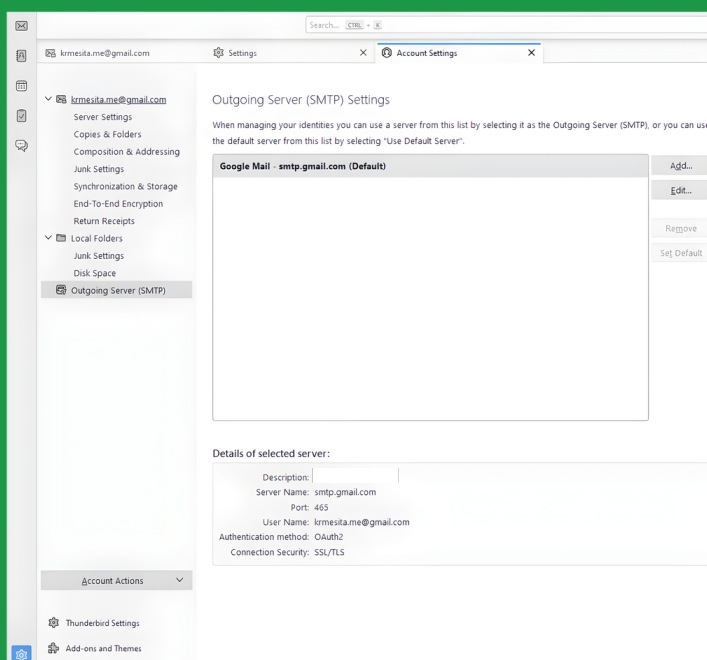 Search... CTRL + K
krmesita.me@gmail.com
Settings
Account Settings
krmesita.me@gmail.com
Server Settings
Copies & Folders
Composition & Addressing
Junk Settings
Synchronization & Storage
End-To-End Encryption
Return Receipts
Local Folders
Junk Settings
Disk Space
Outgoing Server (SMTP)
Account Actions
Thunderbird Settings
Add-ons and Themes
Outgoing Server (SMTP) Settings
When managing your identities you can use a server from this list by selecting it as the Outgoing Server (SMTP), or you can use
the default server from this list by selecting "Use Default Server".
Google Mail - smtp.gmail.com (Default)
Add...
Edit...
Remove
Set Default
Details of selected server:
Description:
Server Name: smtp.gmail.com
Port: 465
User Name: krmesita.me@gmail.com
Authentication method: OAuth2
Connection Security: SSL/TLS